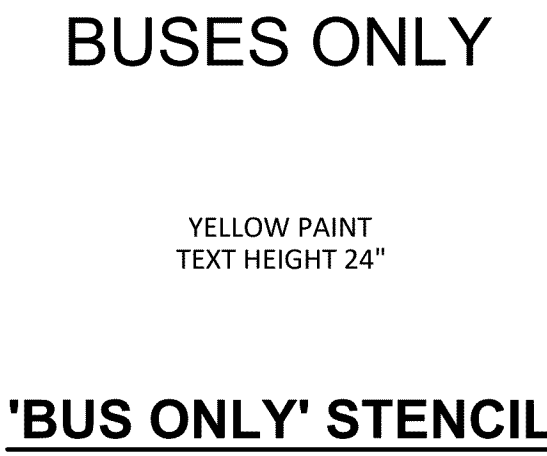 BUSES ONLY
YELLOW PAINT
TEXT HEIGHT 24"
'BUS ONLY' STENCIL